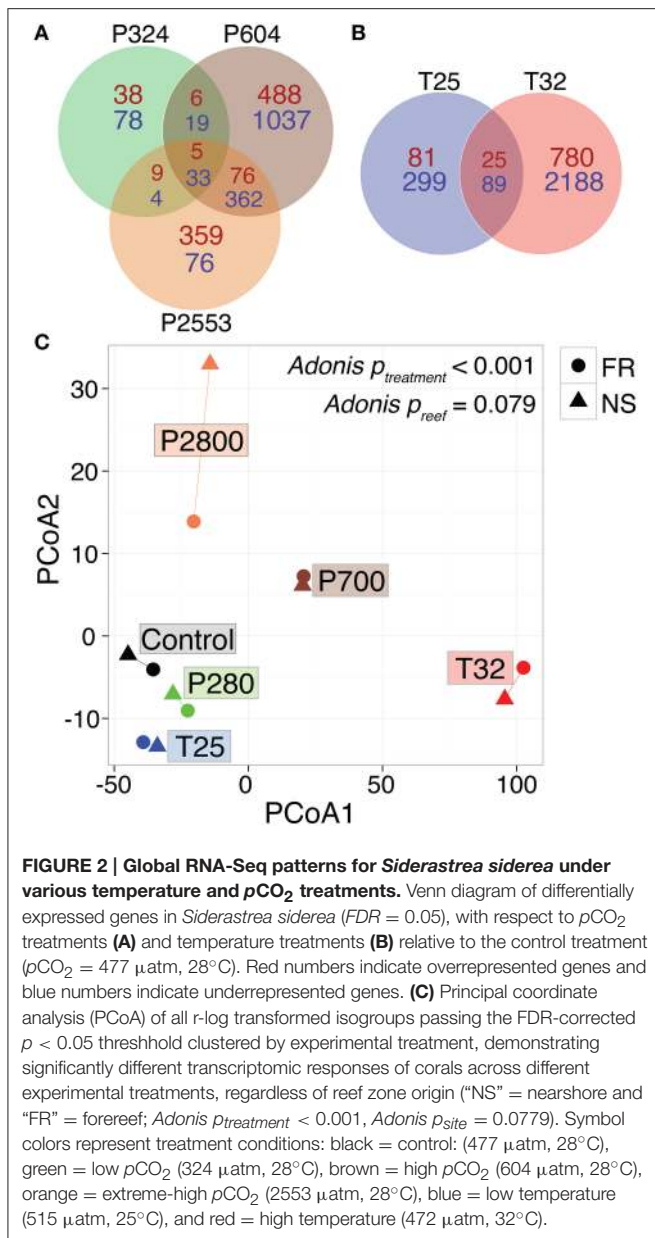 A
P324
P604
38
78
6
19
488
1037
5
33
9
4
76
362
359
76
P2553
B
T25
T32
81
299
25
89
780
2188
C
Adonis p treatment < 0.001
Adonis p reef = 0.079
FR
NS
PCoA2
30
20
10
0
-10
P2800
P700
Control
P280
T25
T32
-50
0
50
100
PCoA1
FIGURE 2 | Global RNA-Seq patterns for Siderastrea siderea under
various temperature and pCO2 treatments. Venn diagram of differentially
expressed genes in Siderastrea siderea (FDR = 0.05), with respect to pCO2
treatments (A) and temperature treatments (B) relative to the control treatment
(pCO2 = 477 μatm, 28°C). Red numbers indicate overrepresented genes and
blue numbers indicate underrepresented genes. (C) Principal coordinate
analysis (PCoA) of all r-log transformed isogroups passing the FDR-corrected
p < 0.05 threshhold clustered by experimental treatment, demonstrating
significantly different transcriptomic responses of corals across different
experimental treatments, regardless of reef zone origin ("NS" = nearshore and
"FR" = forereef; Adonis ptreatment < 0.001, Adonis psite = 0.0779). Symbol
colors represent treatment conditions: black = control: (477 μatm, 28°C),
green = low pCO2 (324 μatm, 28°C), brown = high pCO2 (604 μatm, 28°C),
orange = extreme-high pCO2 (2553 μatm, 28°C), blue = low temperature
(515 μatm, 25°C), and red = high temperature (472 μatm, 32°C).